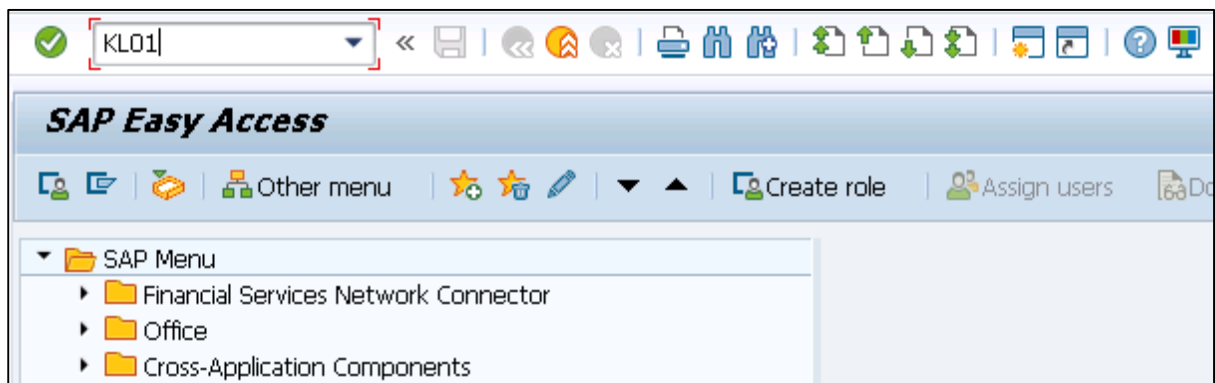 KL01
SAP Easy Access
Other menu Create role Assign users
SAP Menu
Financial Services Network Connector
Office
Cross-Application Components